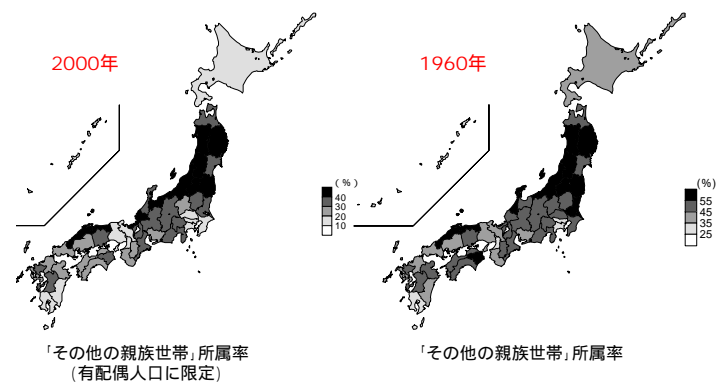 2000年
1960年
(%)
40
30
20
10
(%)
55
45
35
25
「その他の親族世帯」所属率
(有配偶人口に限定)
「その他の親族世帯」所属率